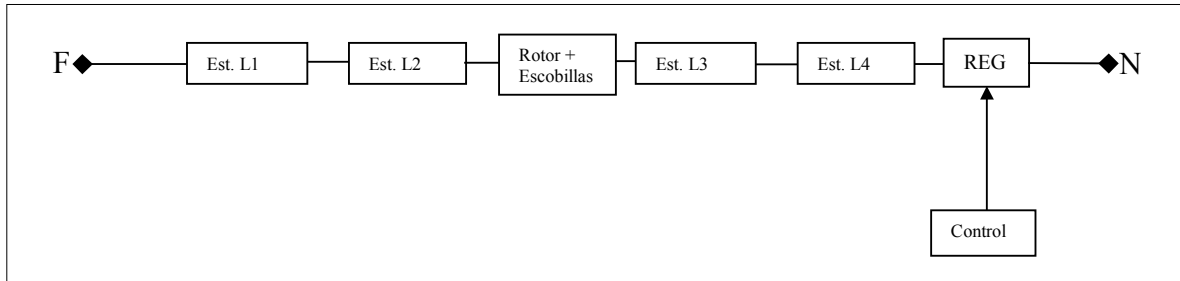 F
Est. L1
Est. L2
Rotor +
Escobillas
Est. L3
Est. L4
REG
N
Control